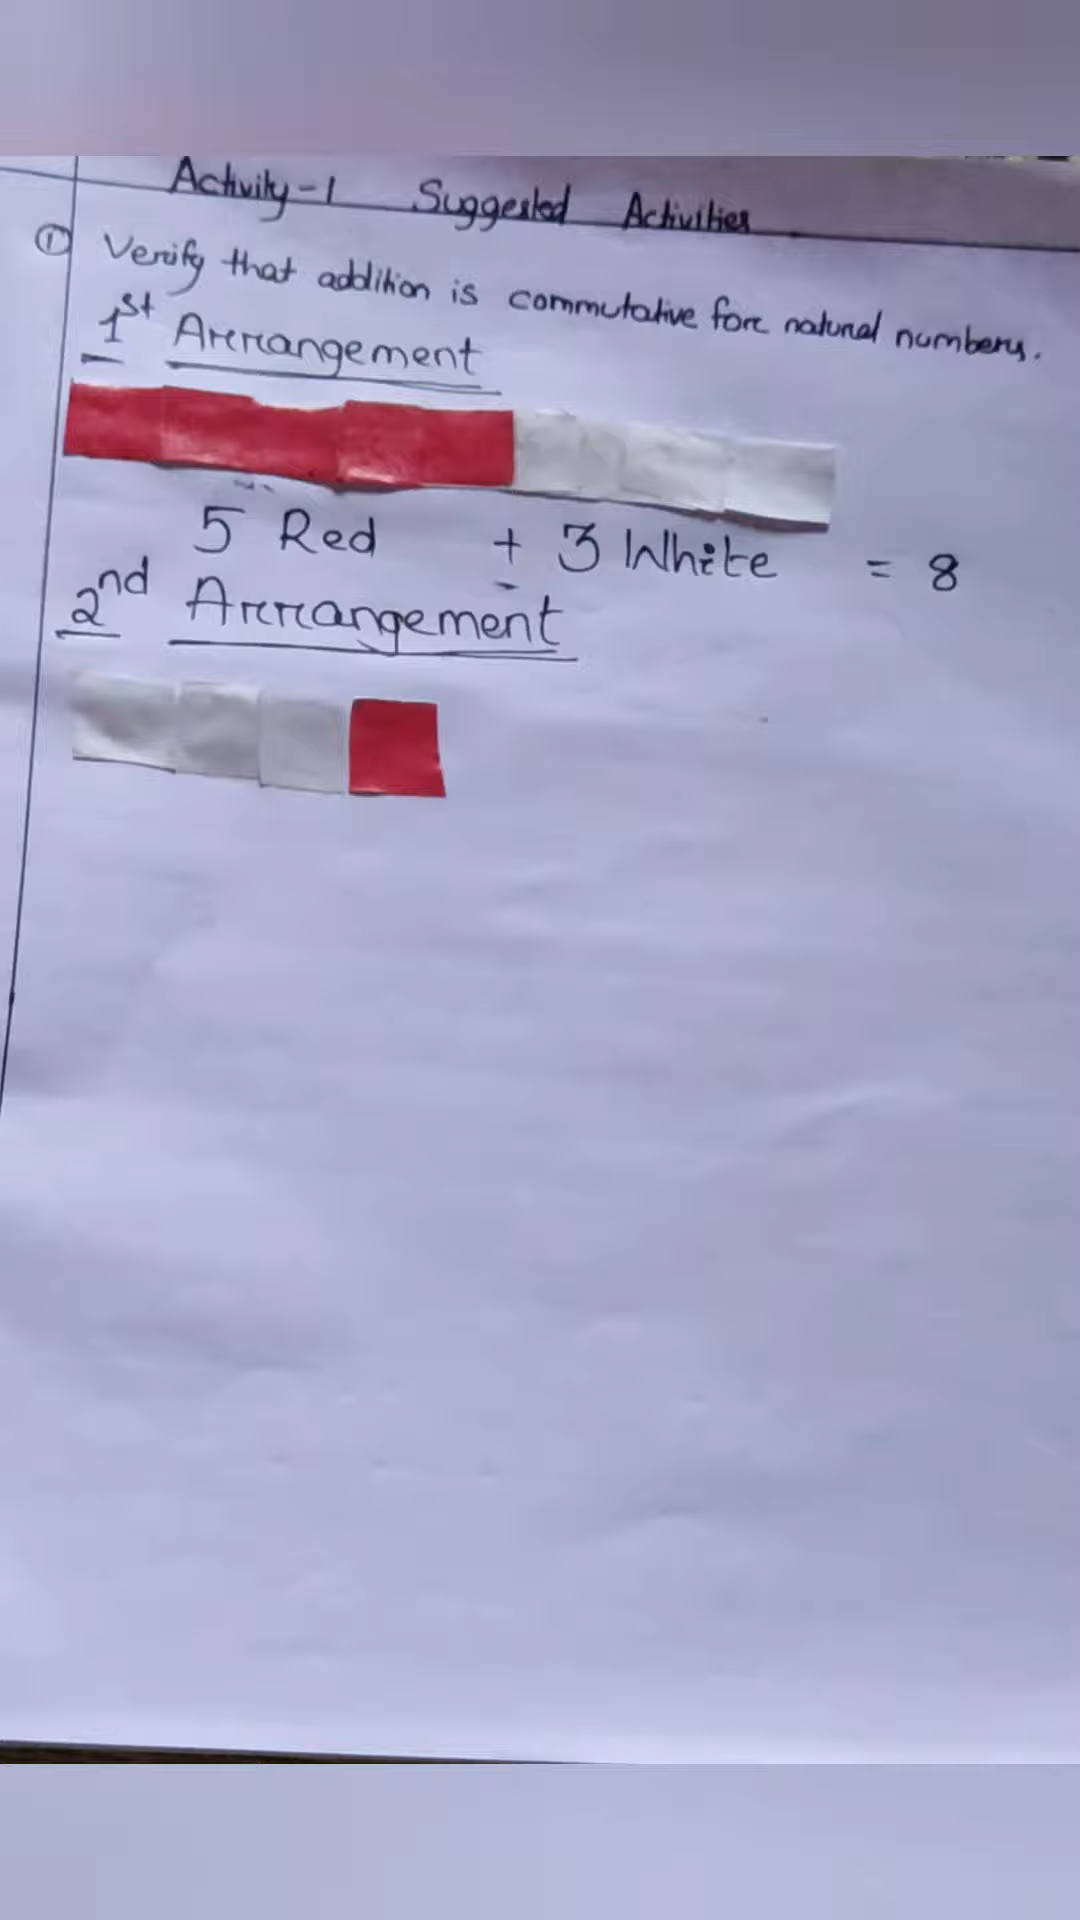 Activity-1 Suggested Activities
① Verify that addition is commutative fore natural numbers.
1st Arrangement
5 Red + 3 White = 8
2nd Arrangement